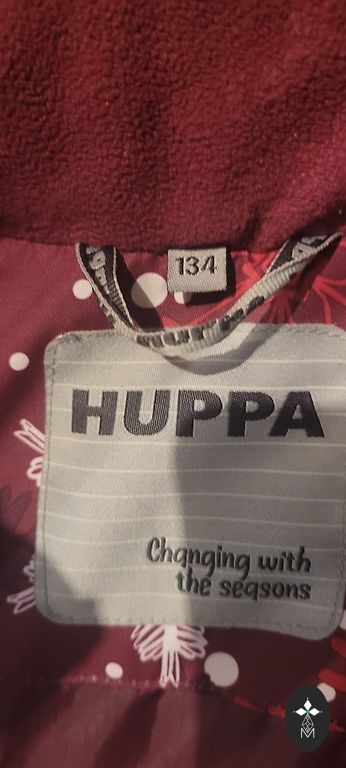 134
HUPPA
Changing with
the seasons